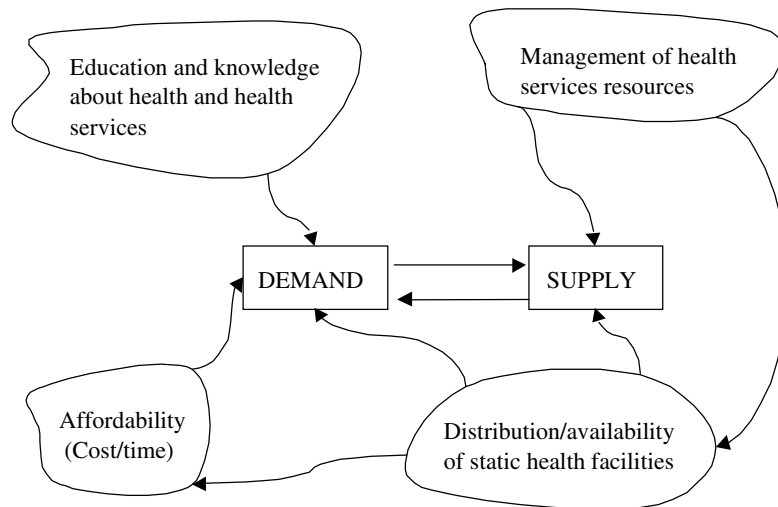 Education and knowledge
about health and health
services
Management of health
services resources
DEMAND
SUPPLY
Affordability
(Cost/time)
Distribution/availability
of static health facilities